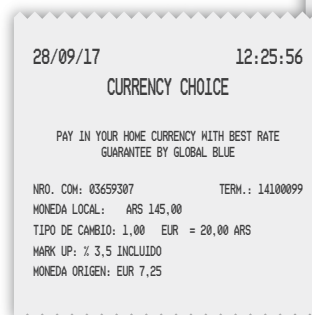 28/09/17 12:25:56
CURRENCY CHOICE
PAY IN YOUR HOME CURRENCY WITH BEST RATE
GUARANTEE BY GLOBAL BLUE
NRO. COM: 03659307 TERM.: 14100099
MONEDA LOCAL: ARS 145,00
TIPO DE CAMBIO: 1,00 EUR = 20,00 ARS
MARK UP: % 3,5 INCLUIDO
MONEDA ORIGEN: EUR 7,25